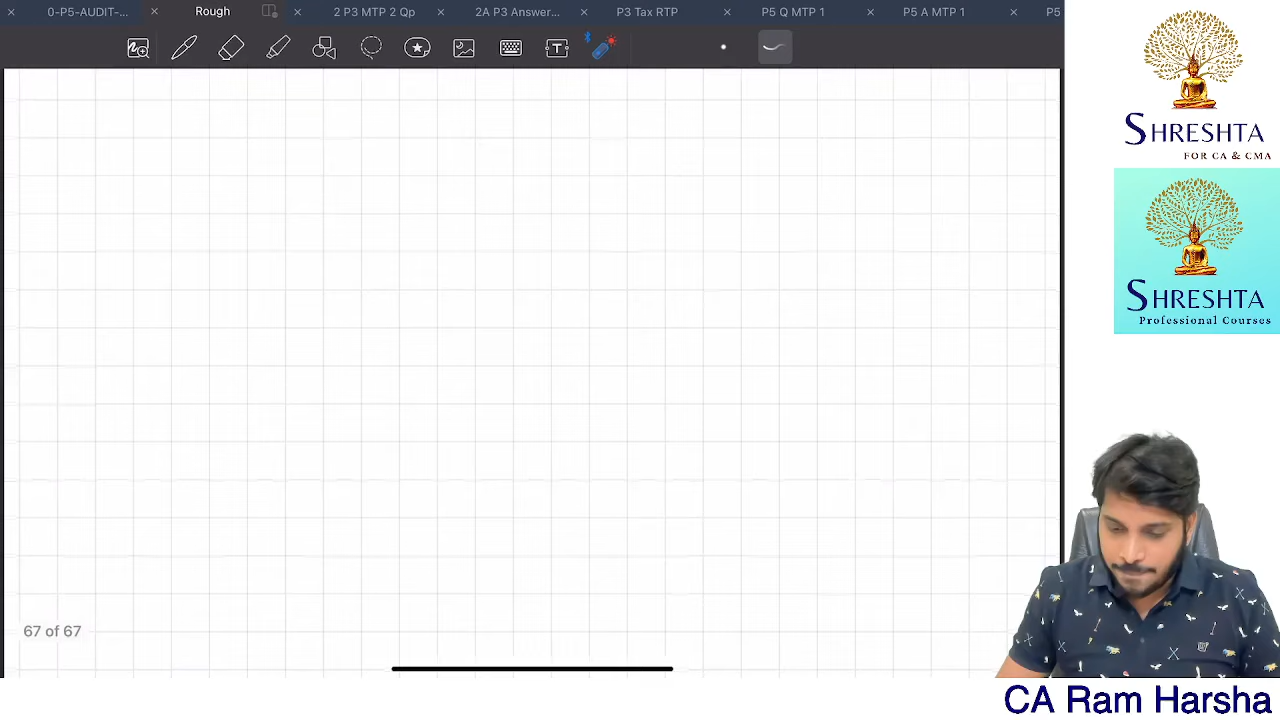 0-P5-AUDIT-...
Rough
2 P3 MTP 2 Qp
2A P3 Answer...
P3 Tax RTP
P5 Q MTP 1
P5 A MTP 1
P5
T
67 of 67
SHRESHTA
FOR CA & CMA
SHRESHTA
Professional Courses
CA Ram Harsha